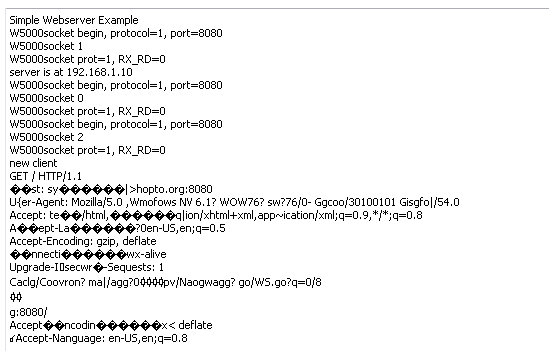 Simple Webserver Example
W5000socket begin, protocol=1, port=8080
W5000socket 1
W5000socket prot=1, RX_RD=0
server is at 192.168.1.10
W5000socket begin, protocol=1, port=8080
W5000socket 0
W5000socket prot=1, RX_RD=0
W5000socket begin, protocol=1, port=8080
W5000socket 2
W5000socket prot=1, RX_RD=0
new client
GET / HTTP/1.1
��st: sy������|>hopto.org:8080
U{er-Agent: Mozilla/5.0 ,Wmofows NV 6.1? WOW76? sw?76/0- Ggcoo/30100101 Gisgfo|/54.0
Accept: te��/html,������q|ion/xhtml+xml,app~ication/xml;q=0.9,*/*;q=0.8
A��ept-La������?0en-US,en;q=0.5
Accept-Encoding: gzip, deflate
��nnecti������wx-alive
Sequests: 1
Caclg/Coovron? ma|/agg?0 go/WS.go?q=0/8
g:8080/
Accept��ncodin������x< deflate
Accept-Nanguage: en-US,en;q=0.8